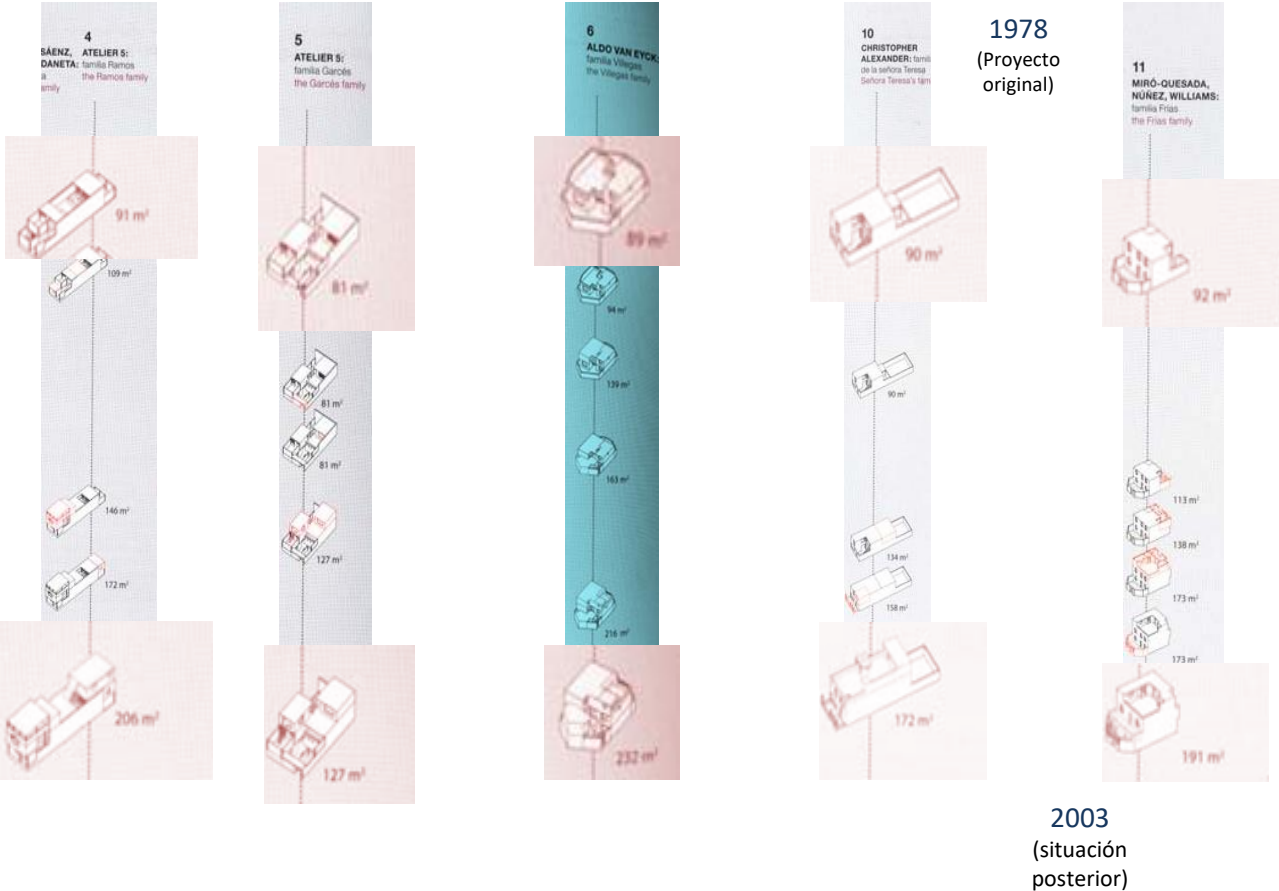 SÁENZ,
DANETA:
a
amily
4
ATELIER 5:
familia Ramos
the Ramos family
91 m²
109 m²
146 m²
172 m²
206 m²
5
ATELIER 5:
familia Garcés
the Garcés family
81 m²
81 m²
81 m²
127 m²
127 m²
6
ALDO VAN EYCK:
familia Villegas
the Villegas family
89 m²
94 m²
139 m²
163 m²
216 m²
232 m²
10
CHRISTOPHER
ALEXANDER: famil
de la señora Teresa
Señora Teresa's fam
90 m²
90 m²
134 m²
158 m²
172 m²
1978
(Proyecto
original)
11
MIRÓ-QUESADA,
NÚÑEZ, WILLIAMS:
familia Frías
the Frías family
92 m²
113 m²
138 m²
173 m²
173 m²
191 m²
2003
(situación
posterior)